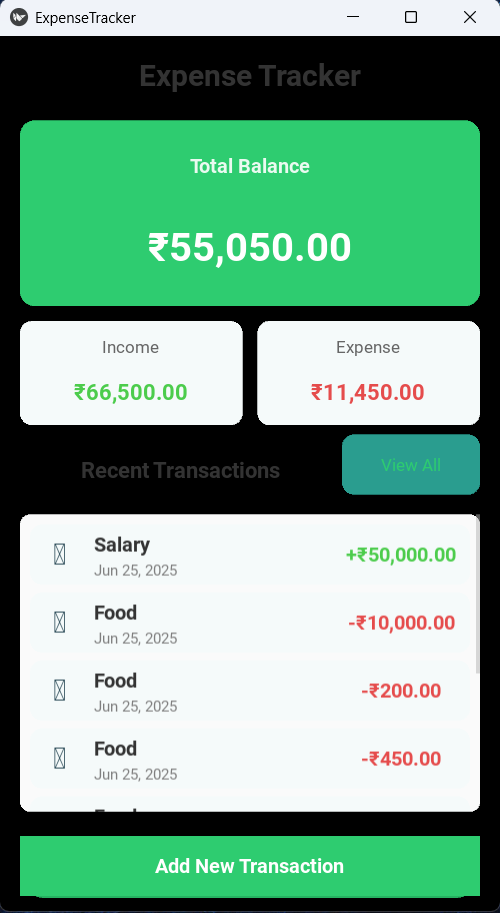 ExpenseTracker
Expense Tracker
Total Balance
₹55,050.00
Income
Expense
₹66,500.00
₹11,450.00
Recent Transactions
View All
Salary
Jun 25, 2025
+₹50,000.00
Food
Jun 25, 2025
-₹10,000.00
Food
Jun 25, 2025
-₹200.00
Food
Jun 25, 2025
-₹450.00
Add New Transaction